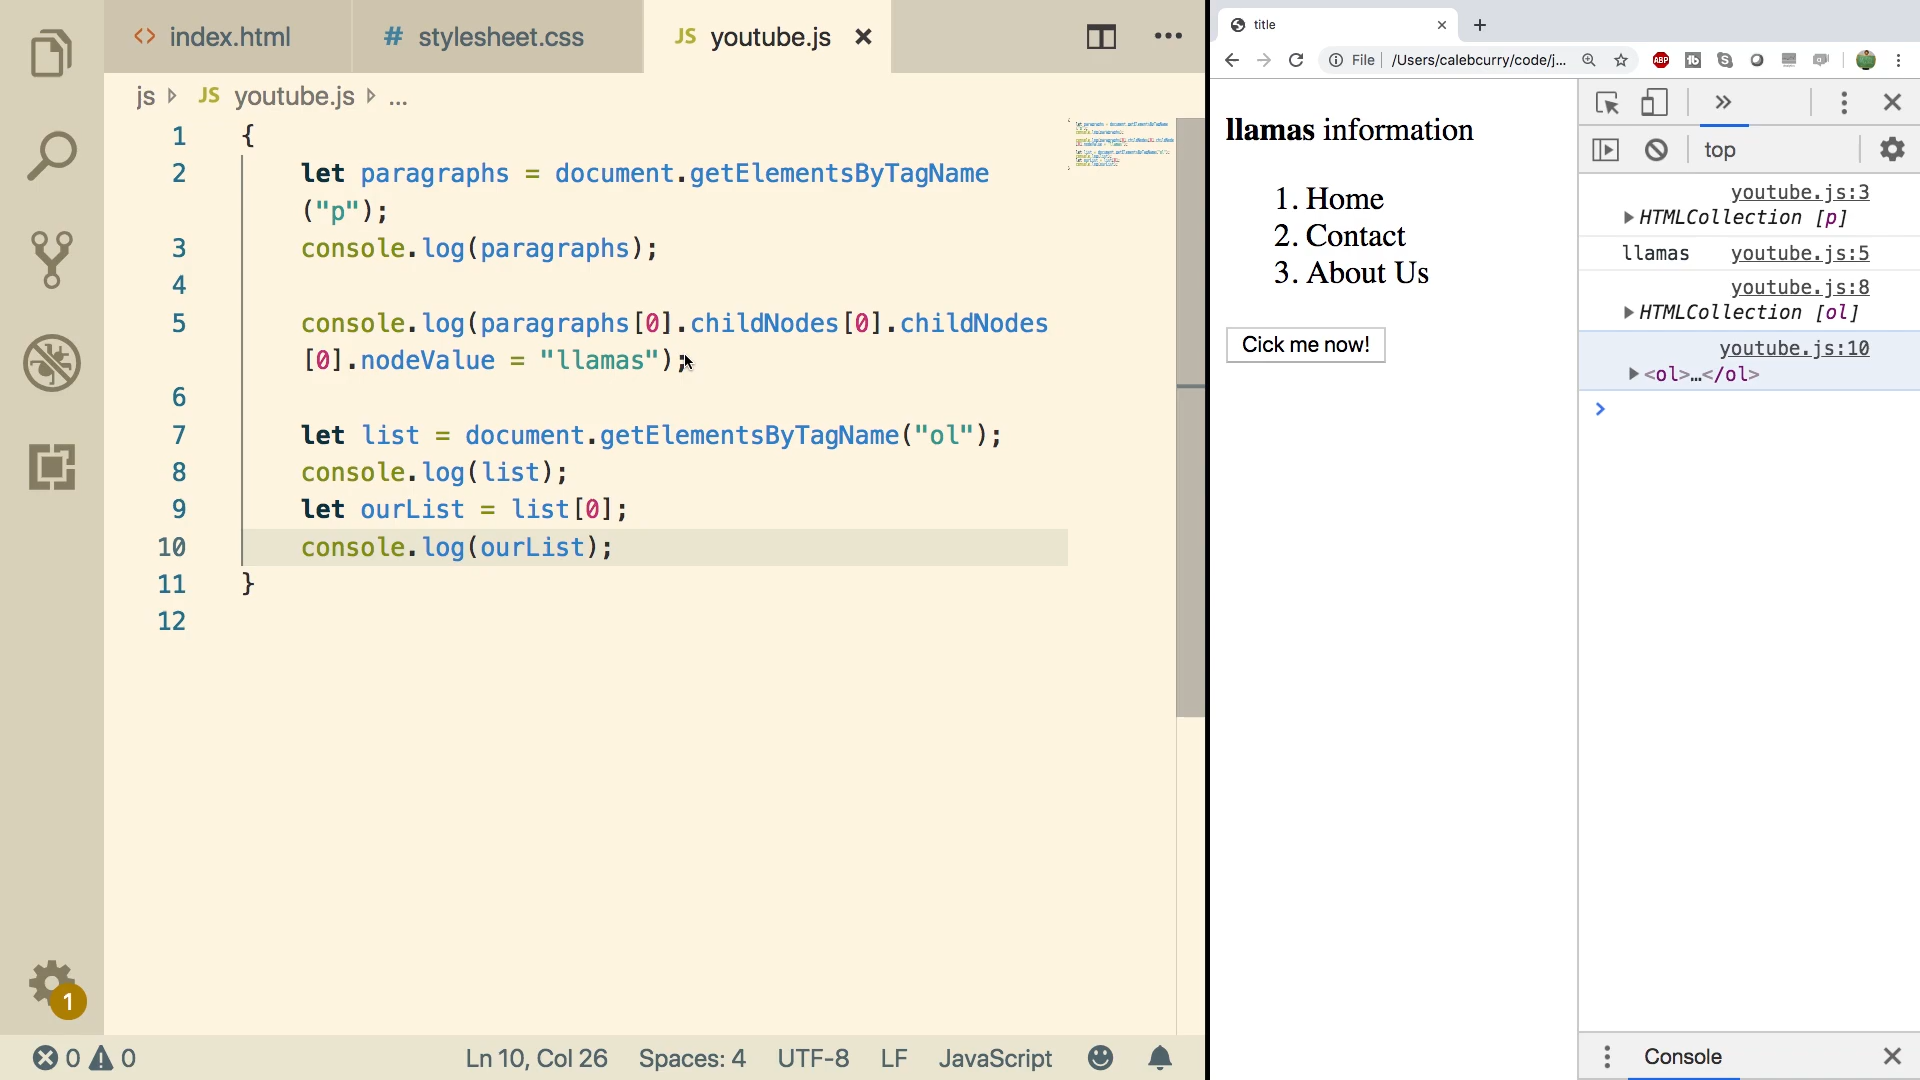 index.html
stylesheet.css
JS youtube.js
js JS youtube.js ...
1 {
2 let paragraphs = document.getElementsByTagName
("p");
3 console.log(paragraphs);
4
5 console.log(paragraphs[0].childNodes[0].childNodes
[0].nodeValue = "llamas");
6
7 let list = document.getElementsByTagName("ol");
8 console.log(list);
9 let ourList = list[0];
10 console.log(ourList);
11 }
12
1
0 0
Ln 10, Col 26 Spaces: 4 UTF-8 LF JavaScript
title
File /Users/calebcurry/code/j...
ABP
llamas information
1. Home
2. Contact
3. About Us
Cick me now!
top
youtube.js:3
HTMLCollection [p]
llamas youtube.js:5
youtube.js:8
HTMLCollection [ol]
youtube.js:10
<ol>…</ol>
Console